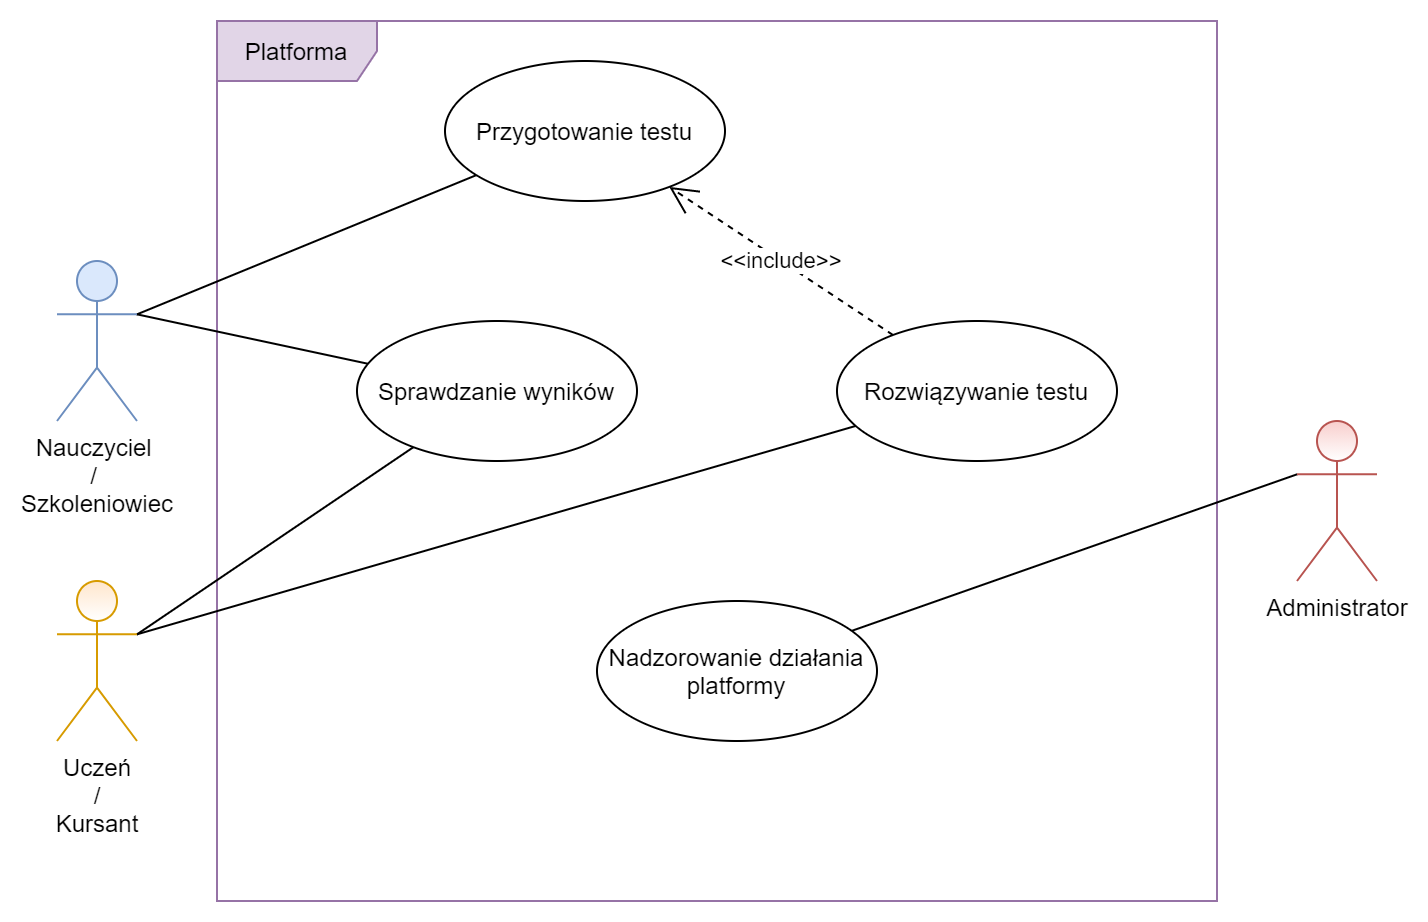 Platforma
Przygotowanie testu
<<include>>
Sprawdzanie wyników
Rozwiązywanie testu
Nauczyciel
/
Szkoleniowiec
Administrator
Nadzorowanie działania
platformy
Uczeń
/
Kursant